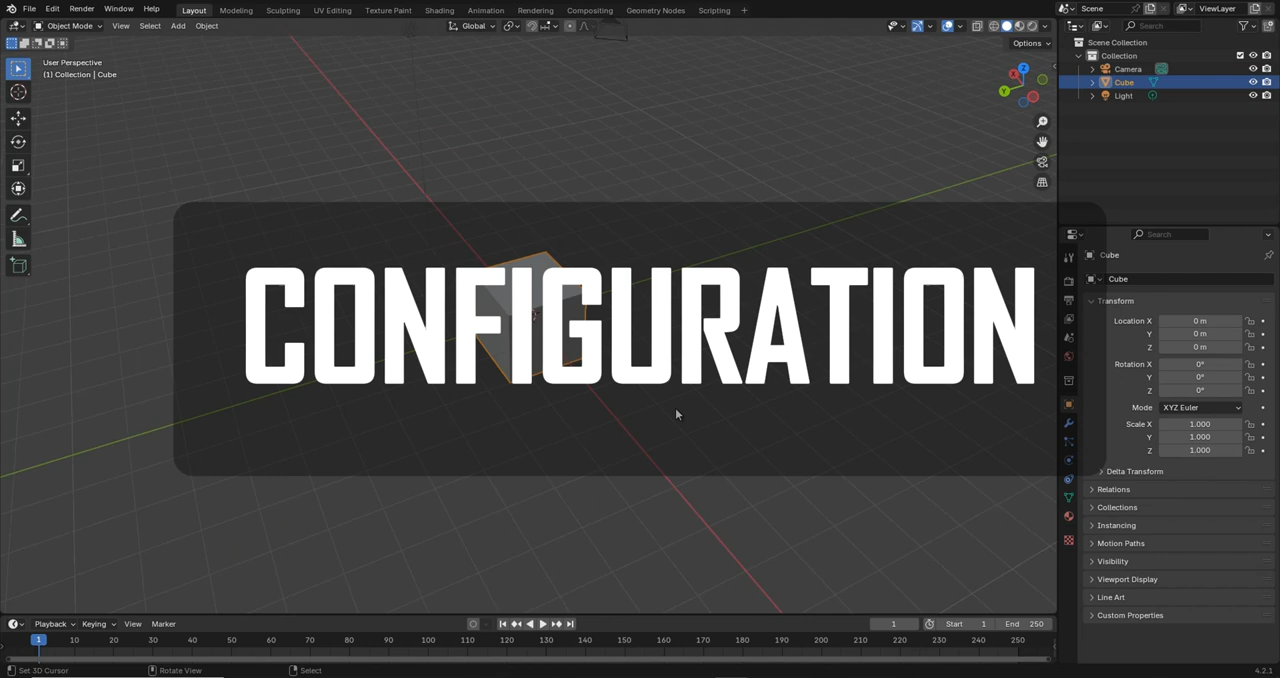 File Edit Render Window Help Layout Modeling Sculpting UV Editing Texture Paint Shading Animation Rendering Compositing Geometry Nodes Scripting + Scene ViewLayer
Object Mode View Select Add Object Global Search
Options
User Perspective
(1) Collection | Cube
Scene Collection
Collection
Camera
Cube
Light
Z
X
Y
CONFIGURATION
Search
Cube
Cube
Transform
Location X 0 m
Y 0 m
Z 0 m
Rotation X 0°
Y 0°
Z 0°
Mode XYZ Euler
Scale X 1.000
Y 1.000
Z 1.000
Delta Transform
Relations
Collections
Instancing
Motion Paths
Visibility
Viewport Display
Line Art
Custom Properties
Playback Keying View Marker 1 Start 1 End 250
1 10 20 30 40 50 60 70 80 90 100 110 120 130 140 150 160 170 180 190 200 210 220 230 240 250
Set 3D Cursor Rotate View Select 4.2.1